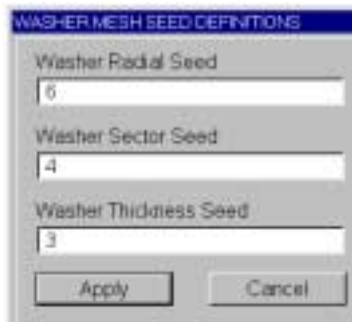 WASHER MESH SEED DEFINITIONS
Washer Radial Seed
6
Washer Sector Seed
4
Washer Thickness Seed
3
Apply Cancel